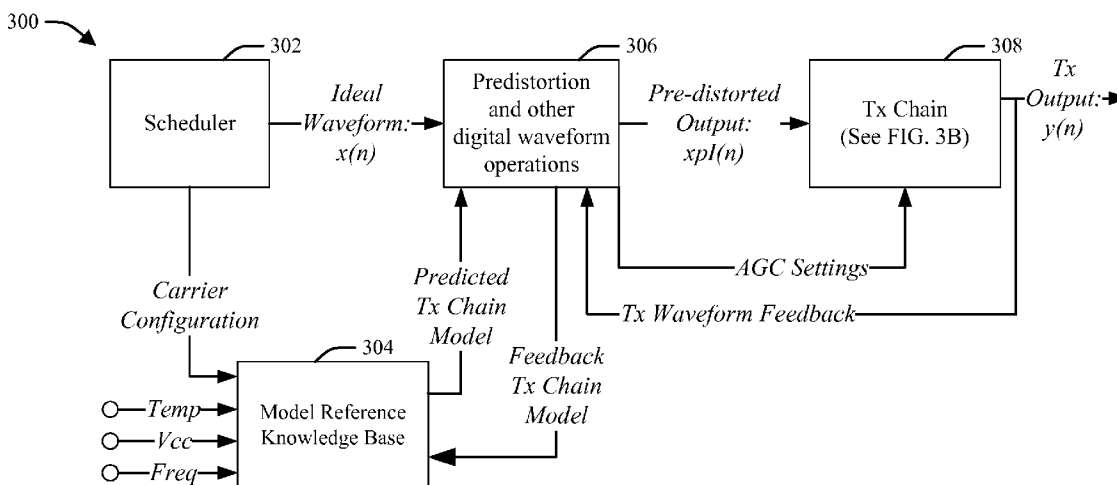 300
302
Scheduler
Ideal
Waveform:
x(n)
306
Predistortion
and other
digital waveform
operations
Pre-distorted
Output:
xpI(n)
308
Tx Chain
(See FIG. 3B)
Tx
Output:
y(n)
Carrier
Configuration
Predicted
Tx Chain
Model
Feedback
Tx Chain
Model
AGC Settings
Tx Waveform Feedback
304
Model Reference
Knowledge Base
Temp
Vcc
Freq